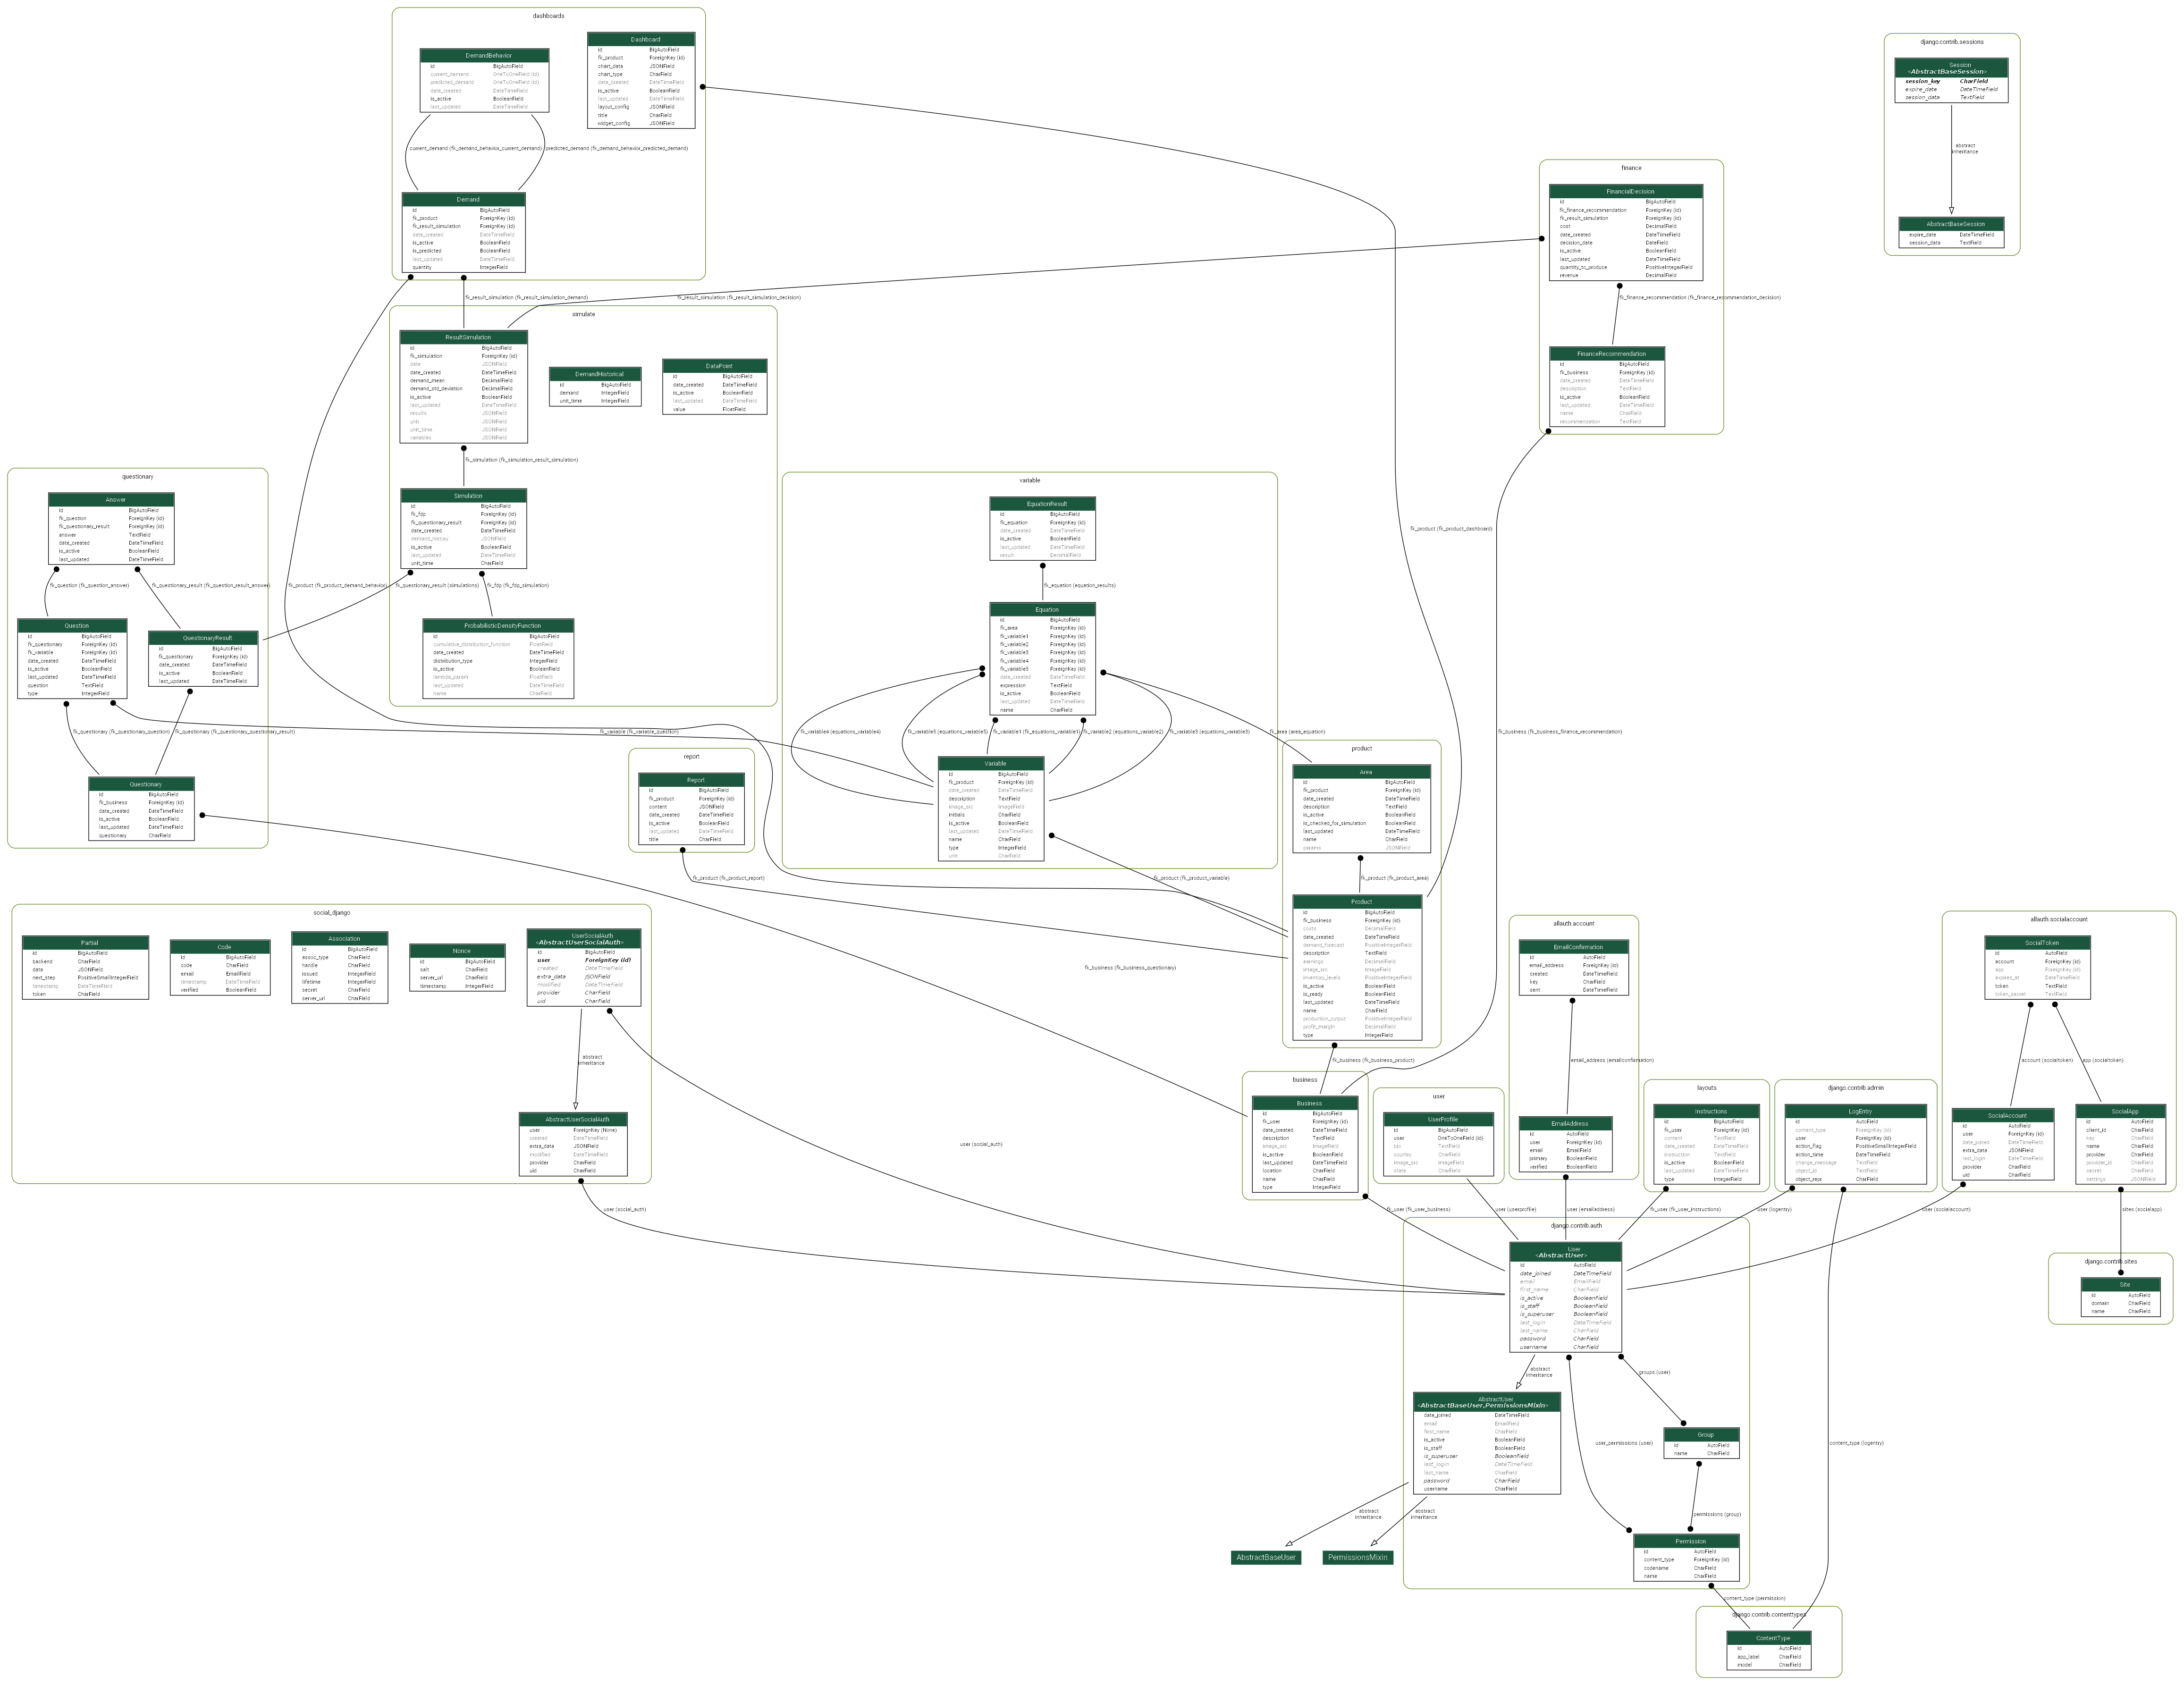 dashboards
DemandBehavior
id BigAutoField
current_demand OneToOneField (id)
predicted_demand OneToOneField (id)
date_created DateTimeField
is_active BooleanField
last_updated DateTimeField
Dashboard
id BigAutoField
fk_product ForeignKey (id)
chart_data JSONField
chart_type CharField
date_created DateTimeField
is_active BooleanField
last_updated DateTimeField
layout_config JSONField
title CharField
widget_config JSONField
current_demand (fk_demand_behavior_current_demand)
predicted_demand (fk_demand_behavior_predicted_demand)
Demand
id BigAutoField
fk_product ForeignKey (id)
fk_result_simulation ForeignKey (id)
date_created DateTimeField
is_active BooleanField
is_predicted BooleanField
last_updated DateTimeField
quantity IntegerField
django.contrib.sessions
Session
<AbstractBaseSession>
session_key CharField
expire_date DateTimeField
session_data TextField
abstract
inheritance
AbstractBaseSession
expire_date DateTimeField
session_data TextField
finance
FinancialDecision
id BigAutoField
fk_finance_recommendation ForeignKey (id)
fk_result_simulation ForeignKey (id)
cost DecimalField
date_created DateTimeField
decision_date DateField
is_active BooleanField
last_updated DateTimeField
quantity_to_produce PositiveIntegerField
revenue DecimalField
fk_finance_recommendation (fk_finance_recommendation_decision)
FinanceRecommendation
id BigAutoField
fk_business ForeignKey (id)
date_created DateTimeField
description TextField
is_active BooleanField
last_updated DateTimeField
name CharField
recommendation TextField
fk_result_simulation (fk_result_simulation_demand)
fk_result_simulation (fk_result_simulation_decision)
simulate
ResultSimulation
id BigAutoField
fk_simulation ForeignKey (id)
date JSONField
date_created DateTimeField
demand_mean DecimalField
demand_std_deviation DecimalField
is_active BooleanField
last_updated DateTimeField
results JSONField
unit JSONField
unit_time JSONField
variables JSONField
DemandHistorical
id BigAutoField
demand IntegerField
unit_time IntegerField
DataPoint
id BigAutoField
date_created DateTimeField
is_active BooleanField
last_updated DateTimeField
value FloatField
fk_simulation (fk_simulation_result_simulation)
Simulation
id BigAutoField
fk_fdp ForeignKey (id)
fk_questionary_result ForeignKey (id)
date_created DateTimeField
demand_history JSONField
is_active BooleanField
last_updated DateTimeField
unit_time CharField
fk_product (fk_product_demand_behavior)
fk_questionary_result (simulations)
fk_fdp (fk_fdp_simulation)
ProbabilisticDensityFunction
id BigAutoField
cumulative_distribution_function FloatField
date_created DateTimeField
distribution_type IntegerField
is_active BooleanField
lambda_param FloatField
last_updated DateTimeField
name CharField
questionary
Answer
id BigAutoField
fk_question ForeignKey (id)
fk_questionary_result ForeignKey (id)
answer TextField
date_created DateTimeField
is_active BooleanField
last_updated DateTimeField
fk_question (fk_question_answer)
fk_questionary_result (fk_question_result_answer)
Question
id BigAutoField
fk_questionary ForeignKey (id)
fk_variable ForeignKey (id)
date_created DateTimeField
is_active BooleanField
last_updated DateTimeField
question TextField
type IntegerField
QuestionaryResult
id BigAutoField
fk_questionary ForeignKey (id)
date_created DateTimeField
is_active BooleanField
last_updated DateTimeField
fk_questionary (fk_questionary_question)
fk_questionary (fk_questionary_questionary_result)
fk_variable (fk_variable_question)
Questionary
id BigAutoField
fk_business ForeignKey (id)
date_created DateTimeField
is_active BooleanField
last_updated DateTimeField
questionary CharField
variable
EquationResult
id BigAutoField
fk_equation ForeignKey (id)
date_created DateTimeField
is_active BooleanField
last_updated DateTimeField
result DecimalField
fk_equation (equation_results)
Equation
id BigAutoField
fk_area ForeignKey (id)
fk_variable1 ForeignKey (id)
fk_variable2 ForeignKey (id)
fk_variable3 ForeignKey (id)
fk_variable4 ForeignKey (id)
fk_variable5 ForeignKey (id)
date_created DateTimeField
expression TextField
is_active BooleanField
last_updated DateTimeField
name CharField
fk_variable4 (equations_variable4)
fk_variable5 (equations_variable5)
fk_variable1 (fk_equations_variable1)
fk_variable2 (equations_variable2)
fk_variable3 (equations_variable3)
fk_area (area_equation)
Variable
id BigAutoField
fk_product ForeignKey (id)
date_created DateTimeField
description TextField
image_src ImageField
initials CharField
is_active BooleanField
last_updated DateTimeField
name CharField
type IntegerField
unit CharField
fk_product (fk_product_dashboard)
fk_business (fk_business_finance_recommendation)
report
Report
id BigAutoField
fk_product ForeignKey (id)
content JSONField
date_created DateTimeField
is_active BooleanField
last_updated DateTimeField
title CharField
fk_product (fk_product_report)
fk_product (fk_product_variable)
product
Area
id BigAutoField
fk_product ForeignKey (id)
date_created DateTimeField
description TextField
is_active BooleanField
is_checked_for_simulation BooleanField
last_updated DateTimeField
name CharField
params JSONField
fk_product (fk_product_area)
Product
id BigAutoField
fk_business ForeignKey (id)
costs DecimalField
date_created DateTimeField
demand_forecast PositiveIntegerField
description TextField
earnings DecimalField
image_src ImageField
inventory_levels PositiveIntegerField
is_active BooleanField
is_ready BooleanField
last_updated DateTimeField
name CharField
production_output PositiveIntegerField
profit_margin DecimalField
type IntegerField
fk_business (fk_business_product)
fk_business (fk_business_questionary)
social_django
Partial
id BigAutoField
backend CharField
data JSONField
next_step PositiveSmallIntegerField
timestamp DateTimeField
token CharField
Code
id BigAutoField
code CharField
email EmailField
timestamp DateTimeField
verified BooleanField
Association
id BigAutoField
assoc_type CharField
handle CharField
issued IntegerField
lifetime IntegerField
secret CharField
server_url CharField
Nonce
id BigAutoField
salt CharField
server_url CharField
timestamp IntegerField
UserSocialAuth
<AbstractUserSocialAuth>
id BigAutoField
user ForeignKey (id)
created DateTimeField
extra_data JSONField
modified DateTimeField
provider CharField
uid CharField
abstract
inheritance
AbstractUserSocialAuth
user ForeignKey (None)
created DateTimeField
extra_data JSONField
modified DateTimeField
provider CharField
uid CharField
user (social_auth)
user (social_auth)
business
Business
id BigAutoField
fk_user ForeignKey (id)
date_created DateTimeField
description TextField
image_src ImageField
is_active BooleanField
last_updated DateTimeField
location CharField
name CharField
type IntegerField
fk_user (fk_user_business)
user
UserProfile
id BigAutoField
user OneToOneField (id)
bio CharField
country CharField
image_src ImageField
state CharField
user (userprofile)
allauth.account
EmailConfirmation
id AutoField
email_address ForeignKey (id)
created DateTimeField
key CharField
sent DateTimeField
email_address (emailconfirmation)
EmailAddress
id AutoField
user ForeignKey (id)
email EmailField
primary BooleanField
verified BooleanField
user (emailaddress)
layouts
Instructions
id BigAutoField
fk_user ForeignKey (id)
content TextField
date_created DateTimeField
instruction TextField
is_active BooleanField
last_updated DateTimeField
type IntegerField
fk_user (fk_user_instructions)
django.contrib.admin
LogEntry
id AutoField
content_type ForeignKey (id)
user ForeignKey (id)
action_flag PositiveSmallIntegerField
action_time DateTimeField
change_message TextField
object_id TextField
object_repr CharField
user (logentry)
allauth.socialaccount
SocialToken
id AutoField
account ForeignKey (id)
app ForeignKey (id)
expires_at DateTimeField
token TextField
token_secret TextField
account (socialtoken)
app (socialtoken)
SocialAccount
id AutoField
user ForeignKey (id)
date_joined DateTimeField
extra_data JSONField
last_login DateTimeField
provider CharField
uid CharField
SocialApp
id AutoField
client_id CharField
key CharField
name CharField
provider CharField
provider_id CharField
secret CharField
settings JSONField
user (socialaccount)
sites (socialapp)
django.contrib.sites
Site
id AutoField
domain CharField
name CharField
django.contrib.auth
User
<AbstractUser>
id AutoField
date_joined DateTimeField
email EmailField
first_name CharField
is_active BooleanField
is_staff BooleanField
is_superuser BooleanField
last_login DateTimeField
last_name CharField
password CharField
username CharField
abstract
inheritance
groups (user)
AbstractUser
<AbstractBaseUser,PermissionsMixin>
date_joined DateTimeField
email EmailField
first_name CharField
is_active BooleanField
is_staff BooleanField
is_superuser BooleanField
last_login DateTimeField
last_name CharField
password CharField
username CharField
user_permissions (user)
content_type (logentry)
Group
id AutoField
name CharField
permissions (group)
abstract
inheritance
abstract
inheritance
AbstractBaseUser
PermissionsMixin
Permission
id AutoField
content_type ForeignKey (id)
codename CharField
name CharField
content_type (permission)
django.contrib.contenttypes
ContentType
id AutoField
app_label CharField
model CharField